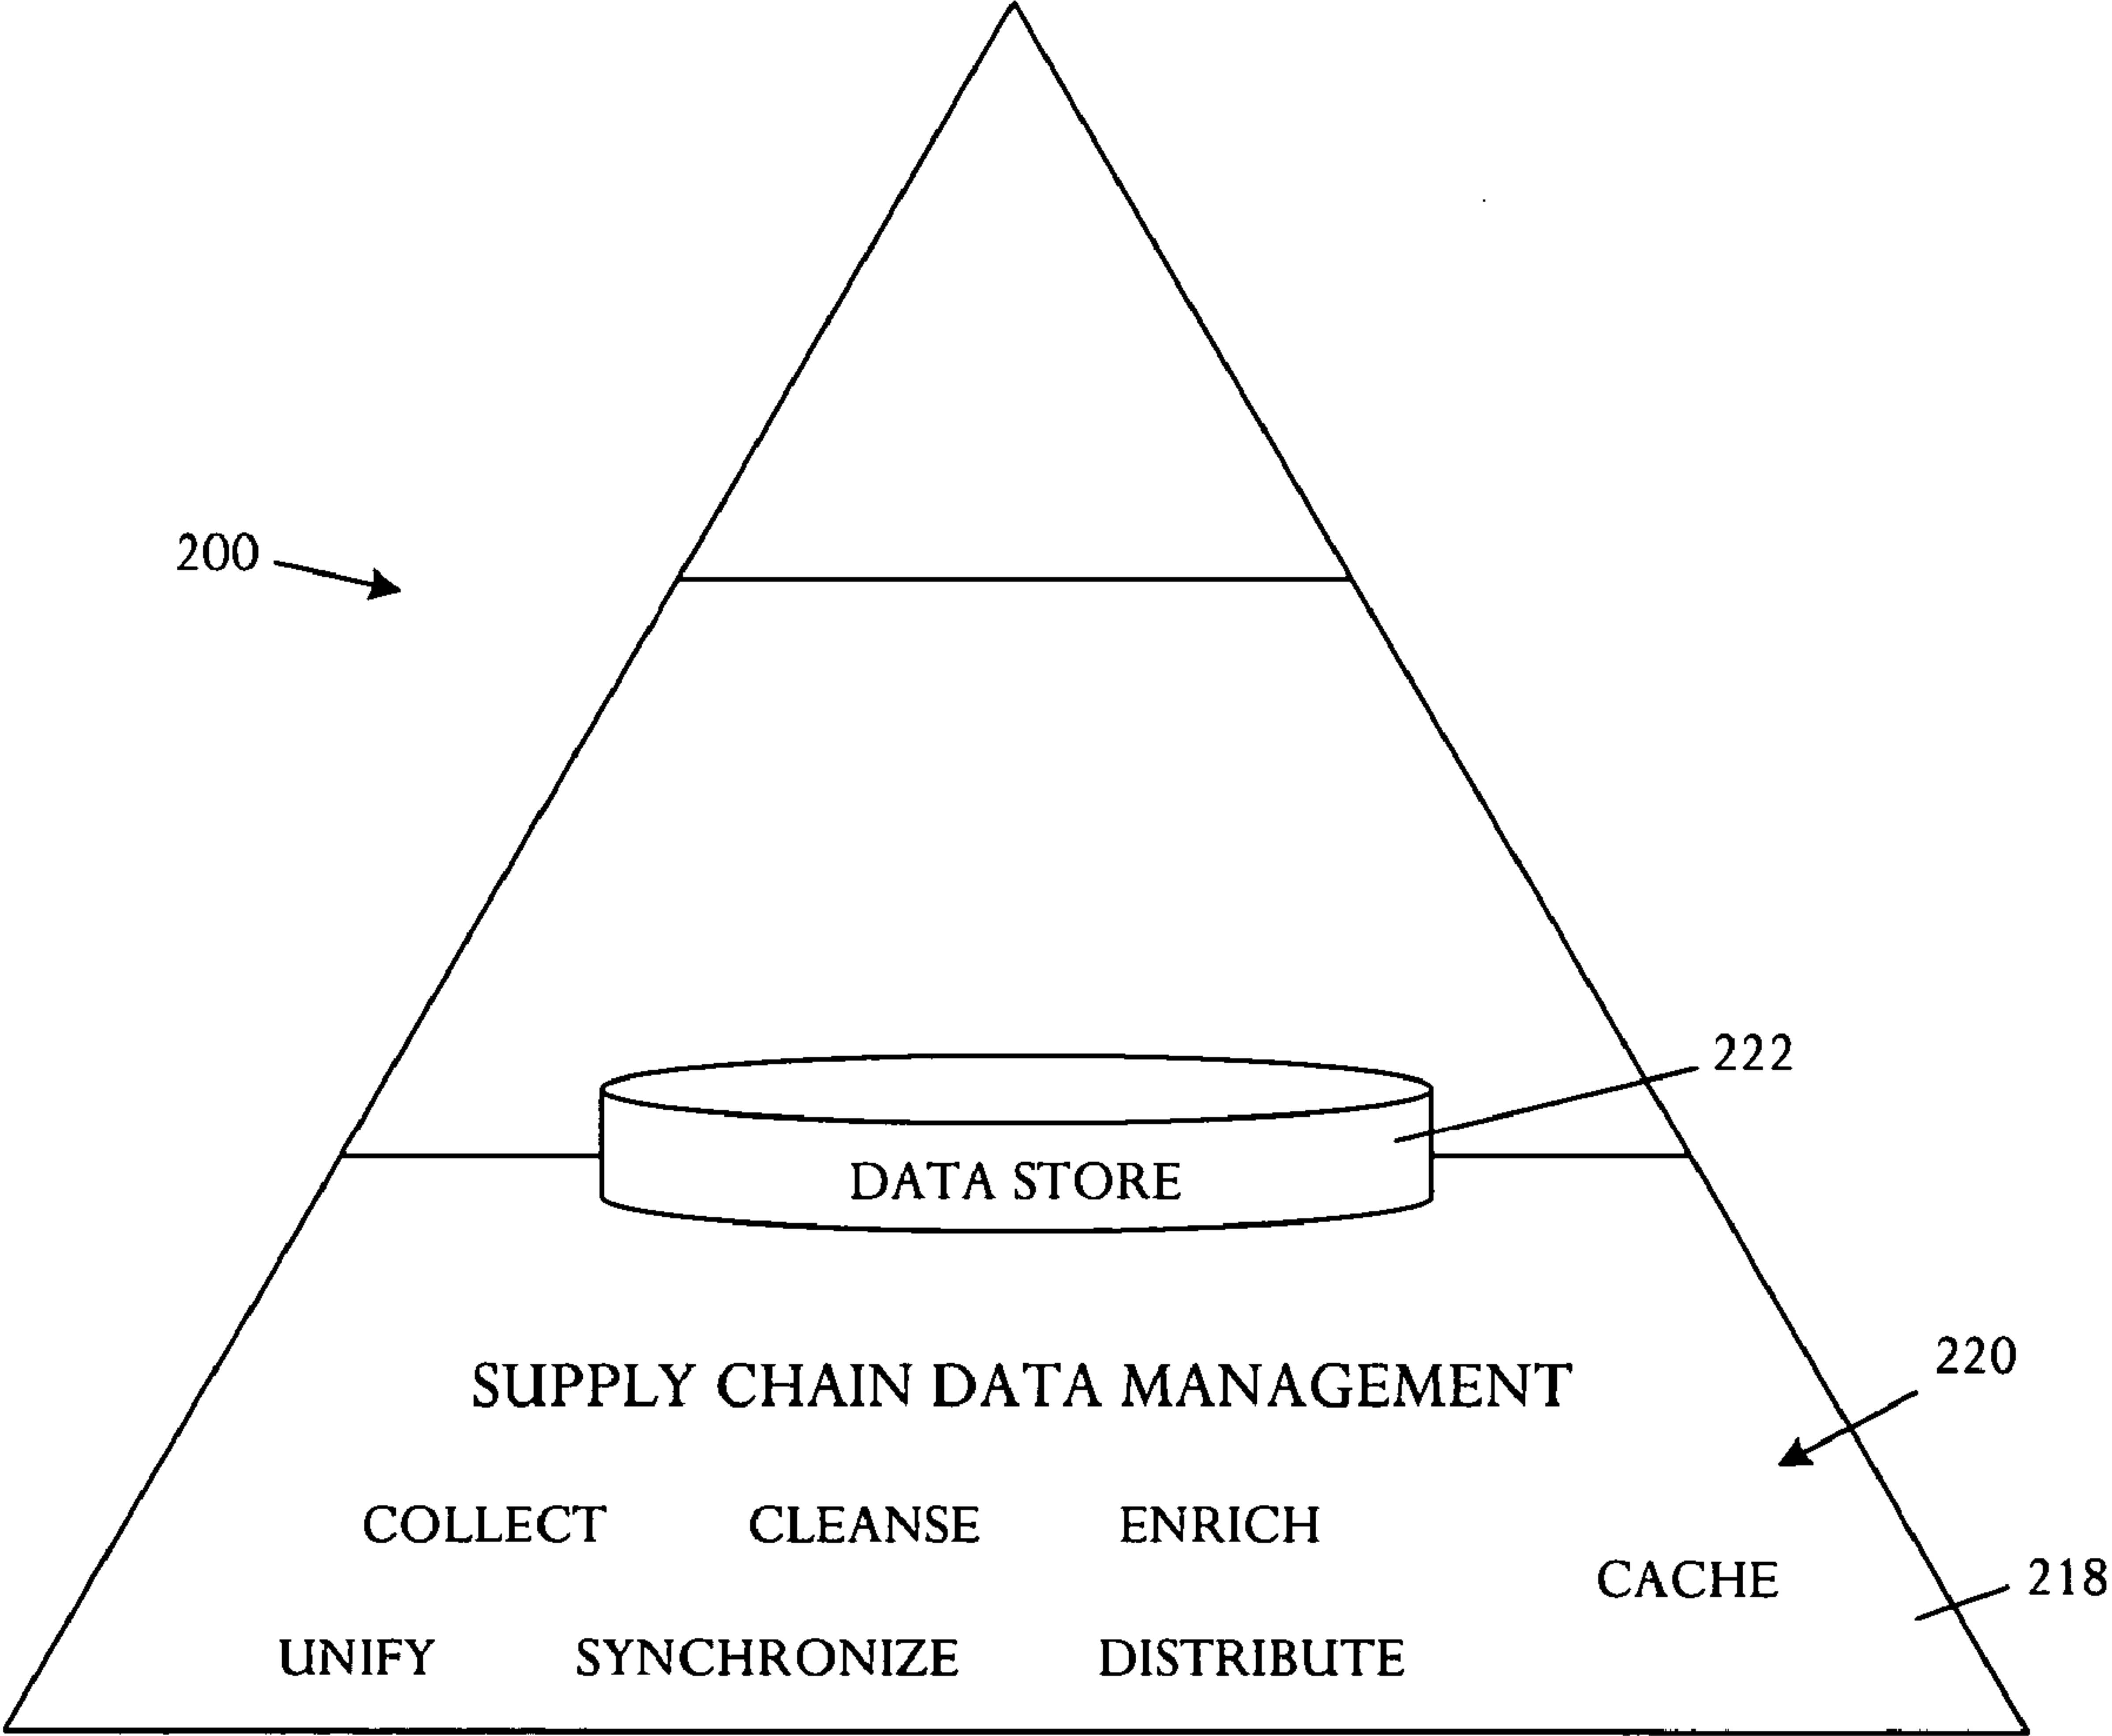 200
222
DATA STORE
220
SUPPLY CHAIN DATA MANAGEMENT
COLLECT CLEANSE ENRICH
CACHE
218
UNIFY SYNCHRONIZE DISTRIBUTE